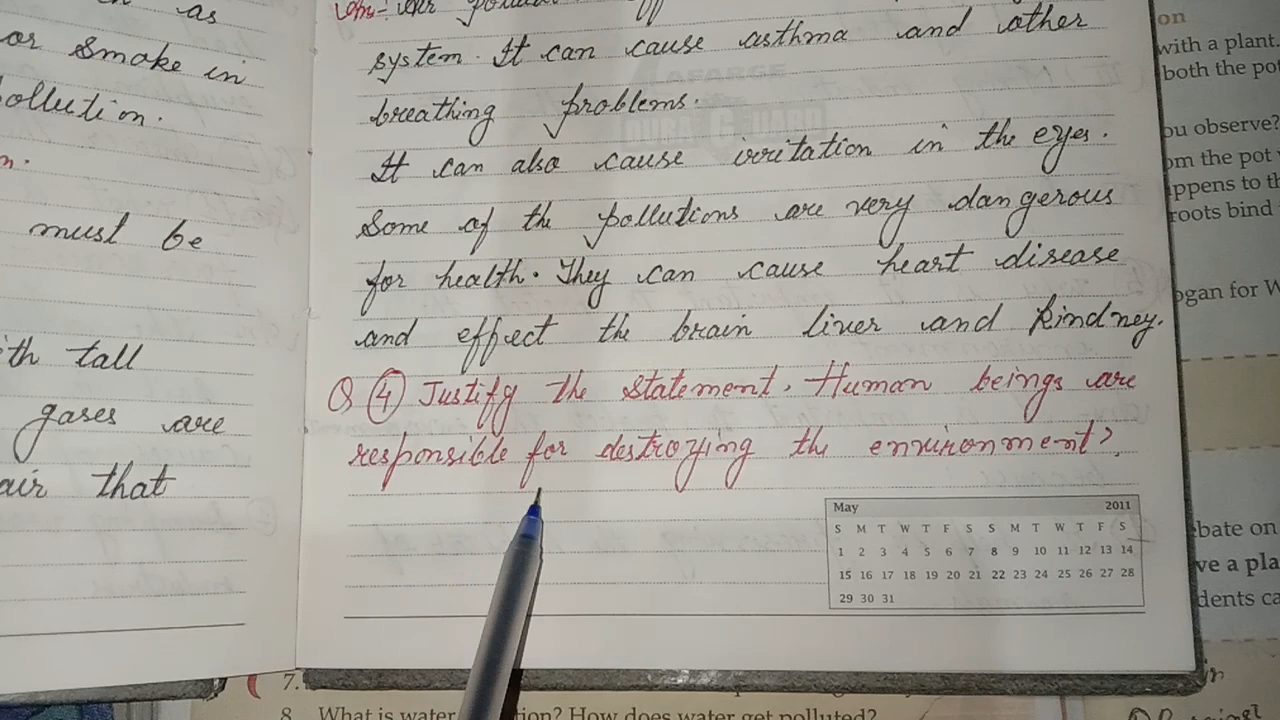 as
or Smoke in
ollution.
n.
must be
ith tall
gases are
air that
system. It can cause asthma and other
breathing problems.
It can also cause irritation in the eyes.
Some of the pollutions are very dangerous
for health. They can cause heart disease
and effect the brain liver and Kindney.
Q (4) Justify the statement. Human beings are
responsible for destroying the environment?
May 2011
S M T W T F S S M T W T F S
1 2 3 4 5 6 7 8 9 10 11 12 13 14
15 16 17 18 19 20 21 22 23 24 25 26 27 28
29 30 31
on
with a plant.
both the pot
ou observe?
om the pot
ppens to th
roots bind
ogan for W
bate on
ve a pla
dents ca
7.
8. What is water tion? How does water get polluted?